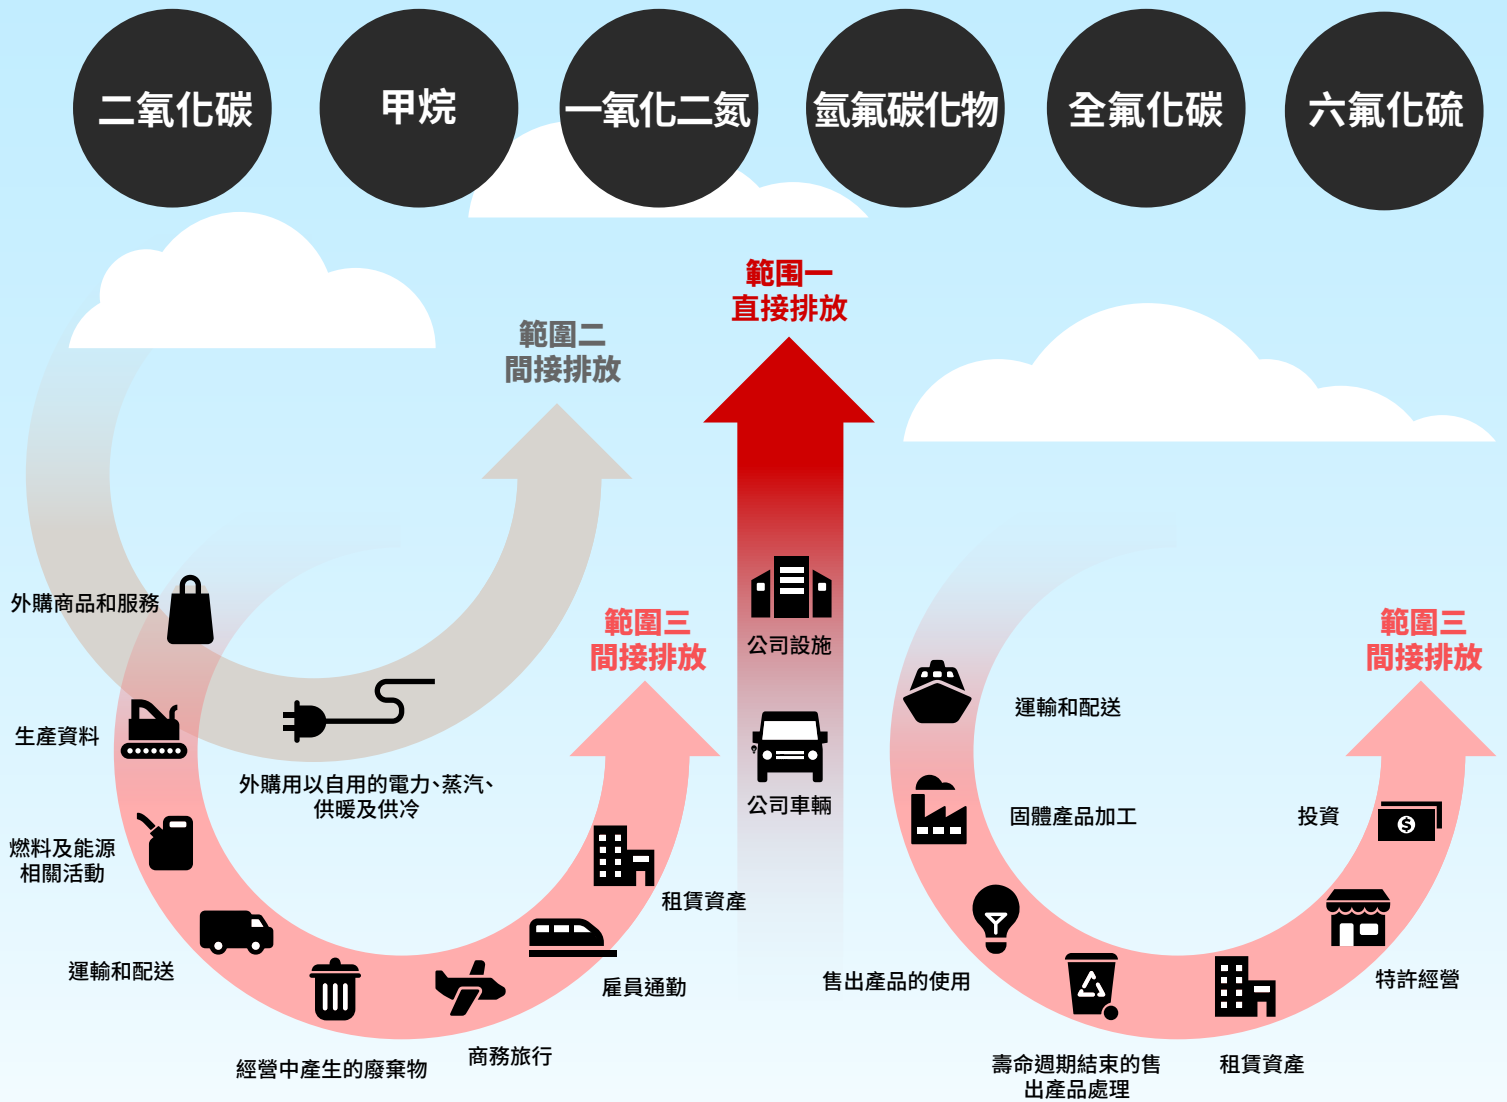 二氧化碳
甲烷
一氧化二氮
氫氟碳化物
全氟化碳
六氟化硫
範围一
直接排放
範圍二
間接排放
外購商品和服務
範圍三
間接排放
公司設施
範圍三
間接排放
生產資料
運輸和配送
外購用以自用的電力、蒸汽、
供暖及供冷
公司車輛
燃料及能源
相關活動
固體產品加工
投資
租賃資產
運輸和配送
雇員通勤
售出產品的使用
特許經營
經營中產生的廢棄物
商務旅行
壽命週期結束的售
出產品處理
租賃資產